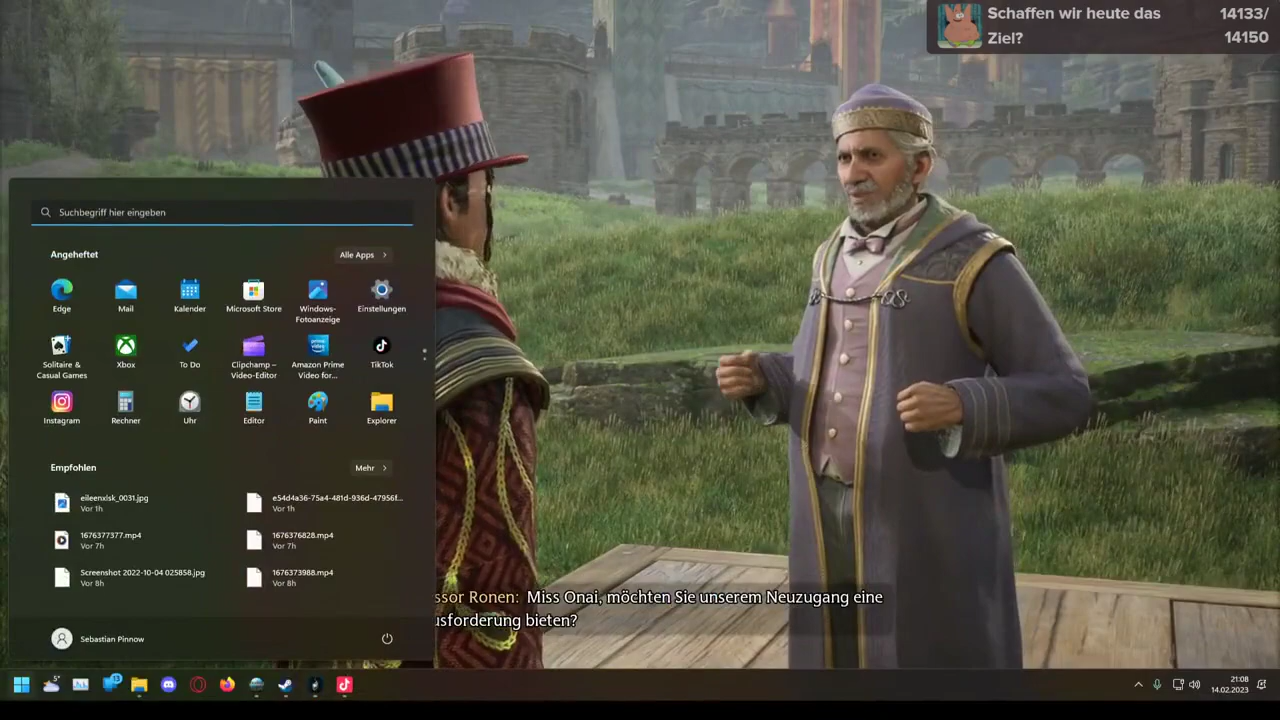 Schaffen wir heute das
Ziel?
14133/
14150
Suchbegriff hier eingeben
Angeheftet
Alle Apps
Edge
Mail
Kalender
Microsoft Store
Windows-
Fotoanzeige
Einstellungen
Solitaire &
Casual Games
Xbox
To Do
Clipchamp –
Video-Editor
Amazon Prime
Video for...
TikTok
Instagram
Rechner
Uhr
Editor
Paint
Explorer
Empfohlen
Mehr
eileenxlsk_0031.jpg
Vor 1h
e54d4a36-75a4-481d-936d-47956f...
Vor 1h
1676377377.mp4
Vor 7h
1676376828.mp4
Vor 7h
Screenshot 2022-10-04 025858.jpg
Vor 8h
1676373988.mp4
Vor 8h
ssor Ronen: Miss Onai, möchten Sie unserem Neuzugang eine
usforderung bieten?
Sebastian Pinnow
5°
13
21:08
14.02.2023